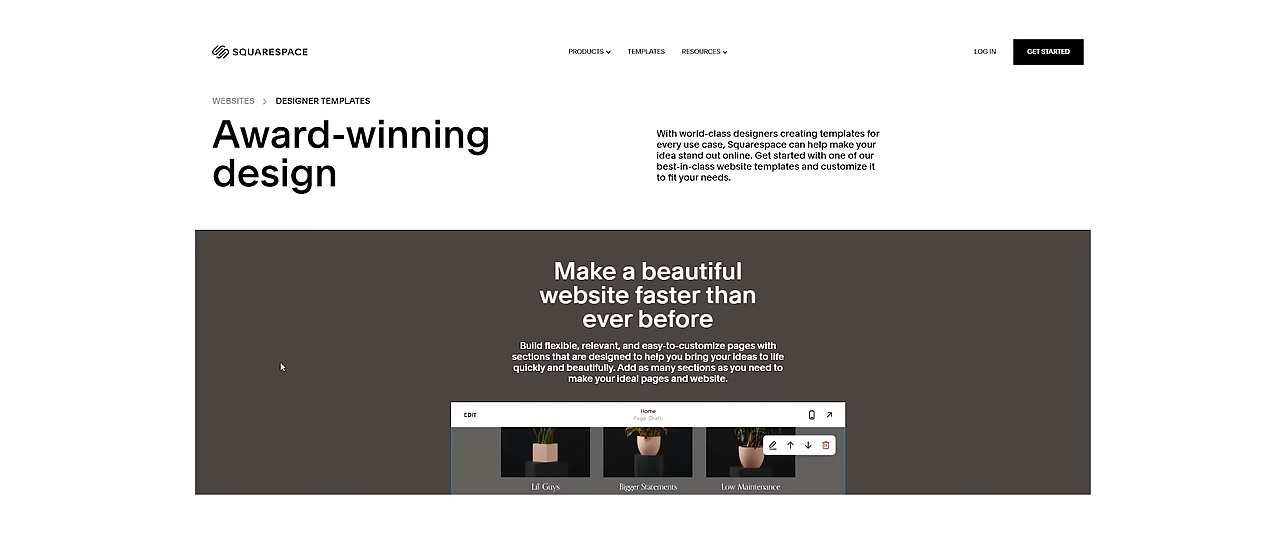 SQUARESPACE
PRODUCTS
TEMPLATES
RESOURCES
LOG IN
GET STARTED
WEBSITES > DESIGNER TEMPLATES
Award-winning
design
With world-class designers creating templates for
every use case, Squarespace can help make your
idea stand out online. Get started with one of our
best-in-class website templates and customize it
to fit your needs.
Make a beautiful
website faster than
ever before
Build flexible, relevant, and easy-to-customize pages with
sections that are designed to help you bring your ideas to life
quickly and beautifully. Add as many sections as you need to
make your ideal pages and website.
EDIT
Home
Page (Draft)
Lil' Guys
Bigger Statements
Low Maintenance